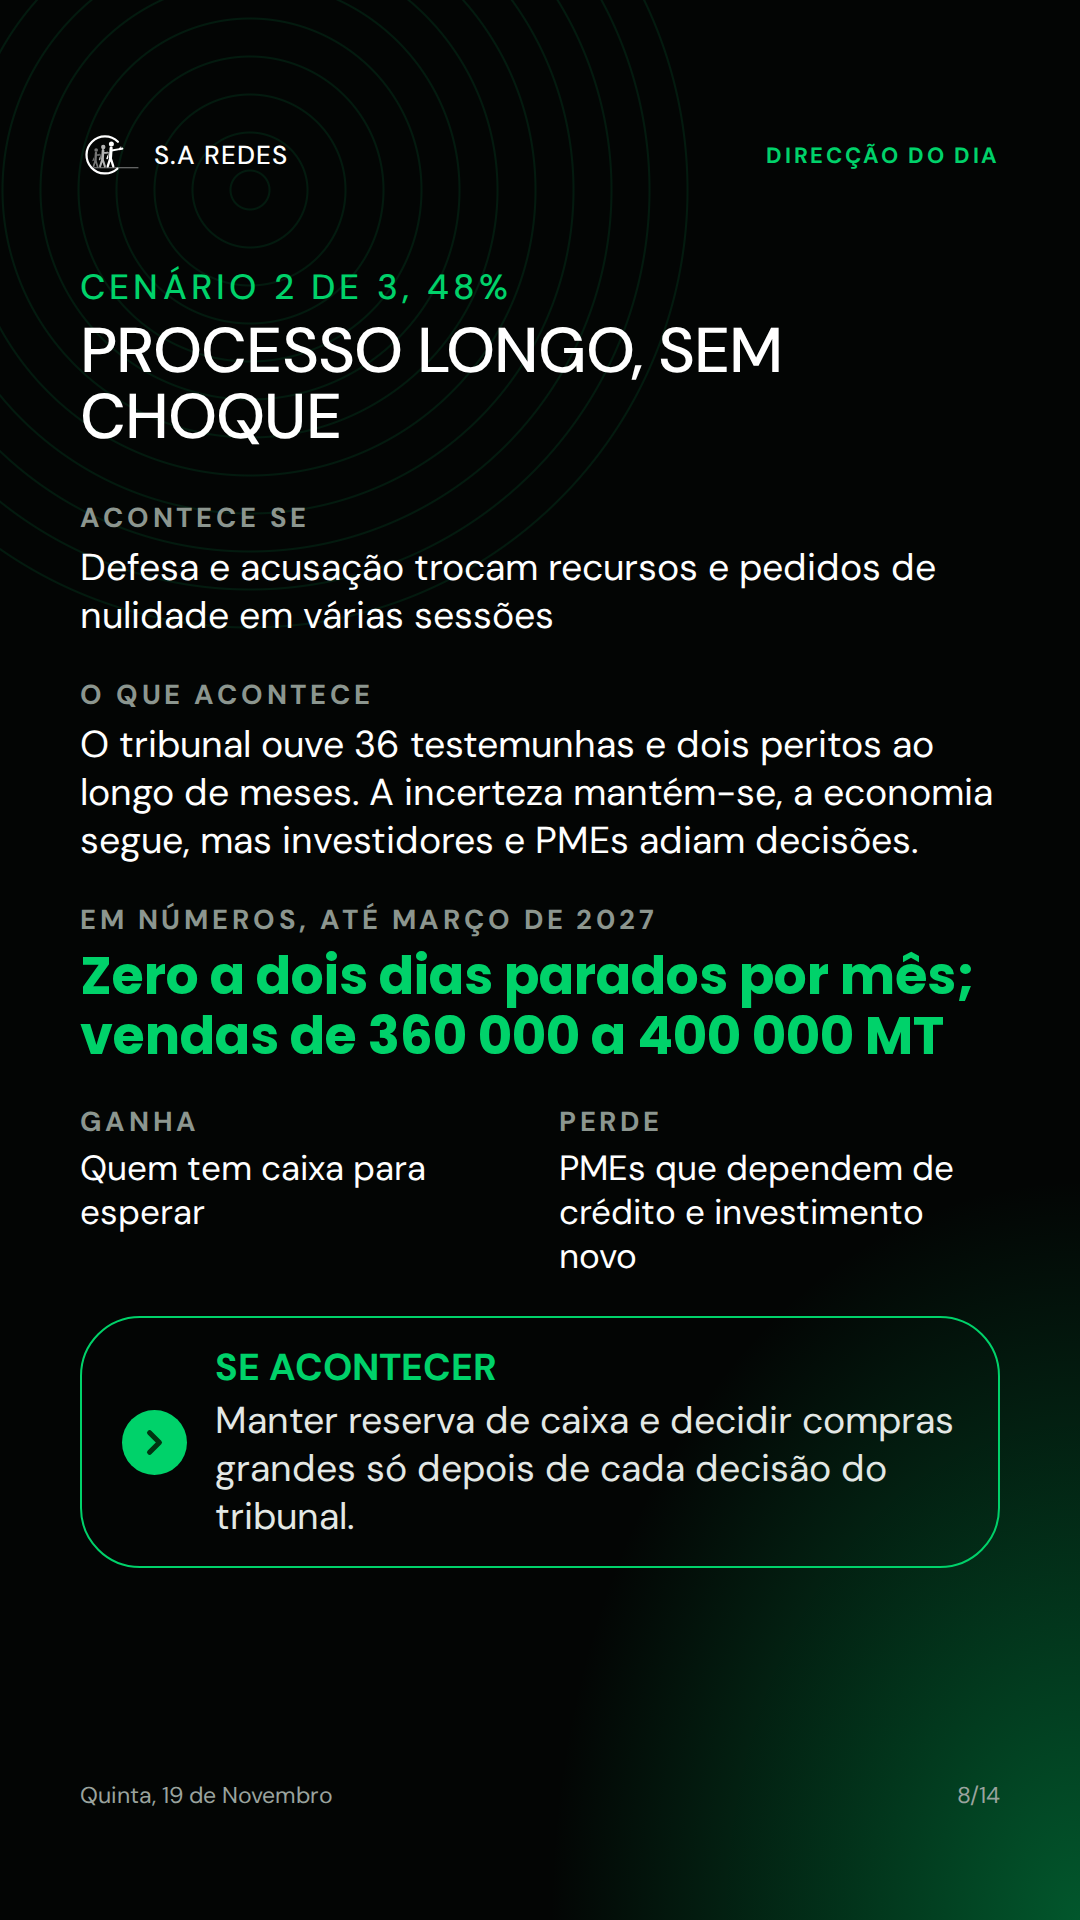 S.A REDES
DIRECÇÃO DO DIA
CENÁRIO 2 DE 3, 48%
PROCESSO LONGO, SEM
CHOQUE
ACONTECE SE
Defesa e acusação trocam recursos e pedidos de
nulidade em várias sessões
O QUE ACONTECE
O tribunal ouve 36 testemunhas e dois peritos ao
longo de meses. A incerteza mantém-se, a economia
segue, mas investidores e PMEs adiam decisões.
EM NÚMEROS, ATÉ MARÇO DE 2027
Zero a dois dias parados por mês;
vendas de 360 000 a 400 000 MT
GANHA
Quem tem caixa para
esperar
PERDE
PMEs que dependem de
crédito e investimento
novo
SE ACONTECER
Manter reserva de caixa e decidir compras
grandes só depois de cada decisão do
tribunal.
Quinta, 19 de Novembro
8/14